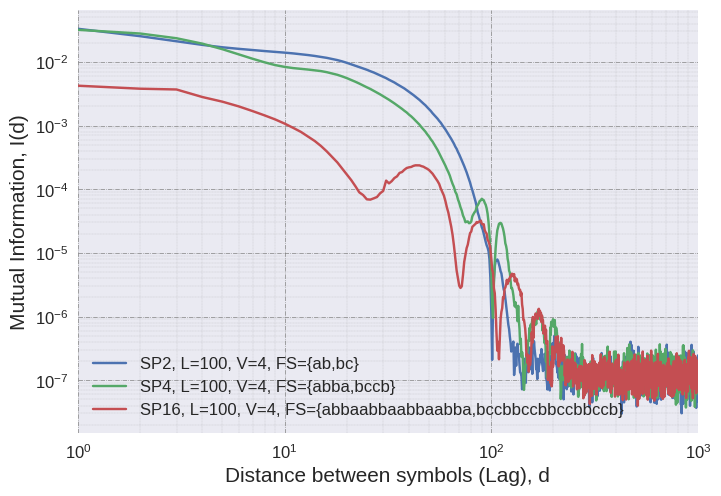 10⁻²
10⁻³
10⁻⁴
10⁻⁵
10⁻⁶
10⁻⁷
Mutual Information, I(d)
SP2, L=100, V=4, FS={ab,bc}
SP4, L=100, V=4, FS={abba,bccb}
SP16, L=100, V=4, FS={abbaabbaabbaabba,bccbbccbbccbbccb}
10⁰ 10¹ 10² 10³
Distance between symbols (Lag), d